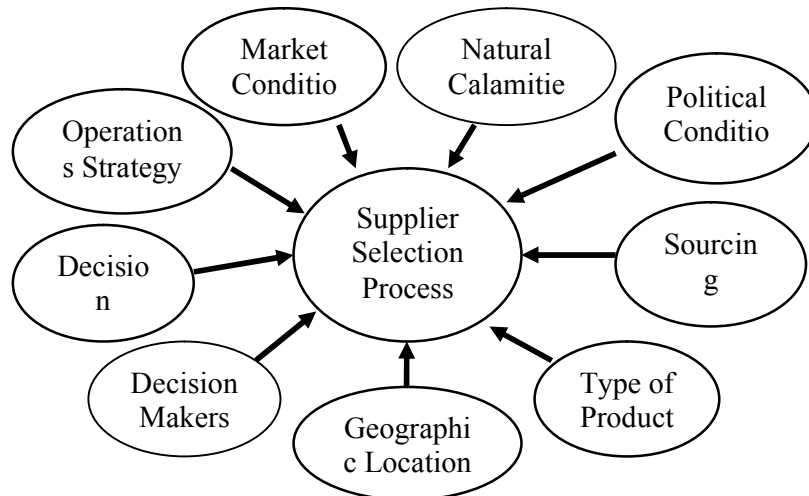 Market
Conditio
Natural
Calamitie
Political
Conditio
Operation
s Strategy
Supplier
Selection
Process
Sourcin
g
Decisio
n
Decision
Makers
Type of
Product
Geographi
c Location